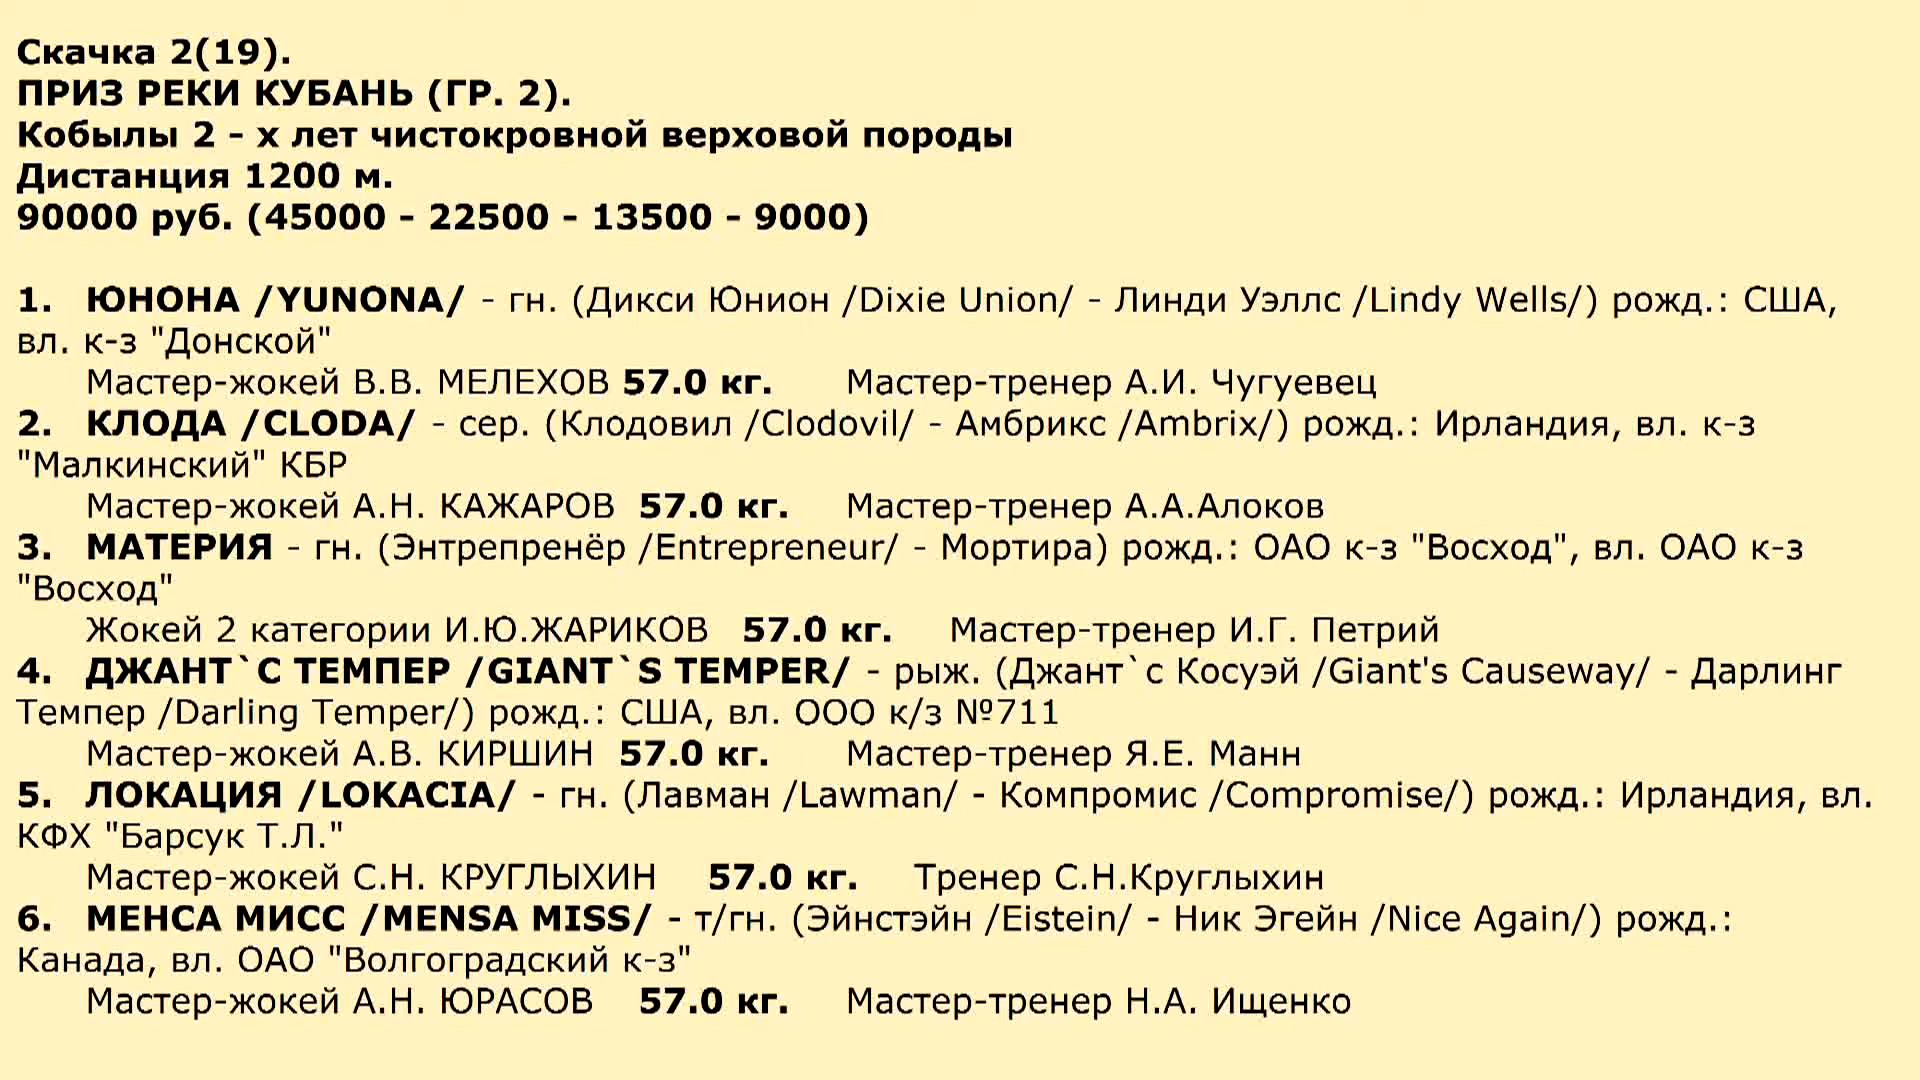 Скачка 2(19).
ПРИЗ РЕКИ КУБАНЬ (ГР. 2).
Кобылы 2 - х лет чистокровной верховой породы
Дистанция 1200 м.
90000 руб. (45000 - 22500 - 13500 - 9000)
1. ЮНОНА /YUNONA/ - гн. (Дикси Юнион /Dixie Union/ - Линди Уэллс /Lindy Wells/) рожд.: США,
вл. к-з "Донской"
Мастер-жокей В.В. МЕЛЕХОВ 57.0 кг. Мастер-тренер А.И. Чугуевец
2. КЛОДА /CLODA/ - сер. (Клодовил /Clodovil/ - Амбрикс /Ambrix/) рожд.: Ирландия, вл. к-з
"Малкинский" КБР
Мастер-жокей А.Н. КАЖАРОВ 57.0 кг. Мастер-тренер А.А.Алоков
3. МАТЕРИЯ - гн. (Энтрепренёр /Entrepreneur/ - Мортира) рожд.: ОАО к-з "Восход", вл. ОАО к-з
"Восход"
Жокей 2 категории И.Ю.ЖАРИКОВ 57.0 кг. Мастер-тренер И.Г. Петрий
4. ДЖАНТ`С ТЕМПЕР /GIANT`S TEMPER/ - рыж. (Джант`с Косуэй /Giant's Causeway/ - Дарлинг
Темпер /Darling Temper/) рожд.: США, вл. ООО к/з №711
Мастер-жокей А.В. КИРШИН 57.0 кг. Мастер-тренер Я.Е. Манн
5. ЛОКАЦИЯ /LOKACIA/ - гн. (Лавман /Lawman/ - Компромис /Compromise/) рожд.: Ирландия, вл.
КФХ "Барсук Т.Л."
Мастер-жокей С.Н. КРУГЛЫХИН 57.0 кг. Тренер С.Н.Круглыхин
6. МЕНСА МИСС /MENSA MISS/ - т/гн. (Эйнстэйн /Eistein/ - Ник Эгейн /Nice Again/) рожд.:
Канада, вл. ОАО "Волгоградский к-з"
Мастер-жокей А.Н. ЮРАСОВ 57.0 кг. Мастер-тренер Н.А. Ищенко